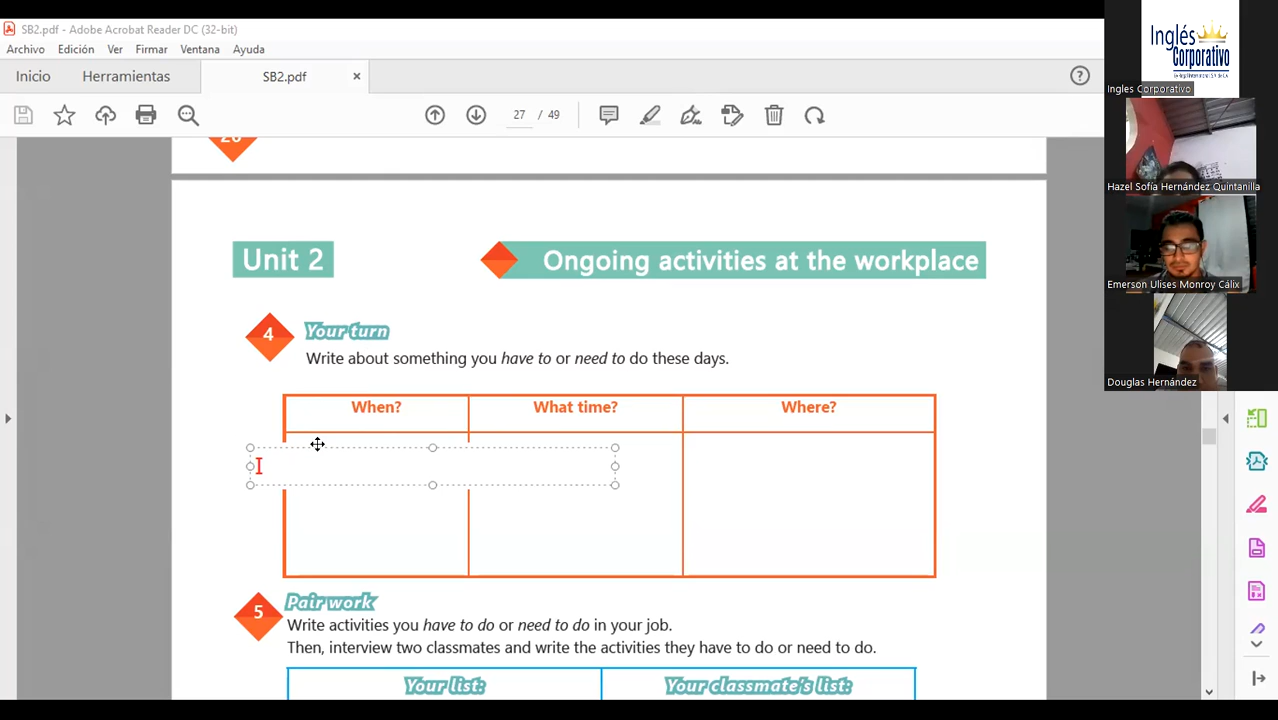 SB2.pdf - Adobe Acrobat Reader DC (32-bit)
Archivo Edición Ver Firmar Ventana Ayuda
Inicio Herramientas SB2.pdf
27 / 49
Unit 2
Ongoing activities at the workplace
4 Your turn
Write about something you have to or need to do these days.
When? What time? Where?
I
5 Pair work
Write activities you have to do or need to do in your job.
Then, interview two classmates and write the activities they have to do or need to do.
Your list: Your classmate's list:
Inglés
Corporativo
Ingles Corporativo
Hazel Sofía Hernández Quintanilla
Emerson Ulises Monroy Cálix
Douglas Hernández